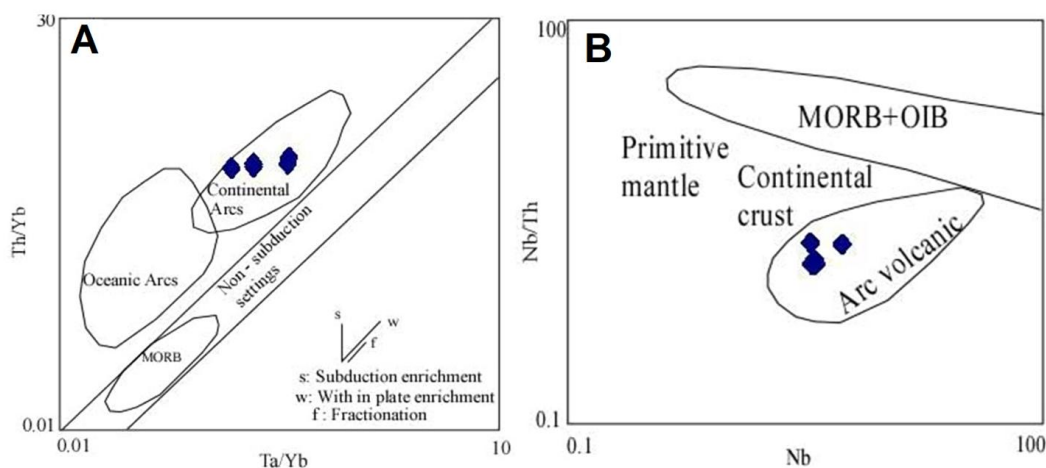 A
30
Th/Yb
Continental
Arcs
Oceanic Arcs
Non - subduction
settings
MORB
s
w
f
s: Subduction enrichment
w: With in plate enrichment
f : Fractionation
0.01
0.01
Ta/Yb
10
B
100
Nb/Th
MORB+OIB
Primitive
mantle
Continental
crust
Arc volcanic
0.1
0.1
Nb
100